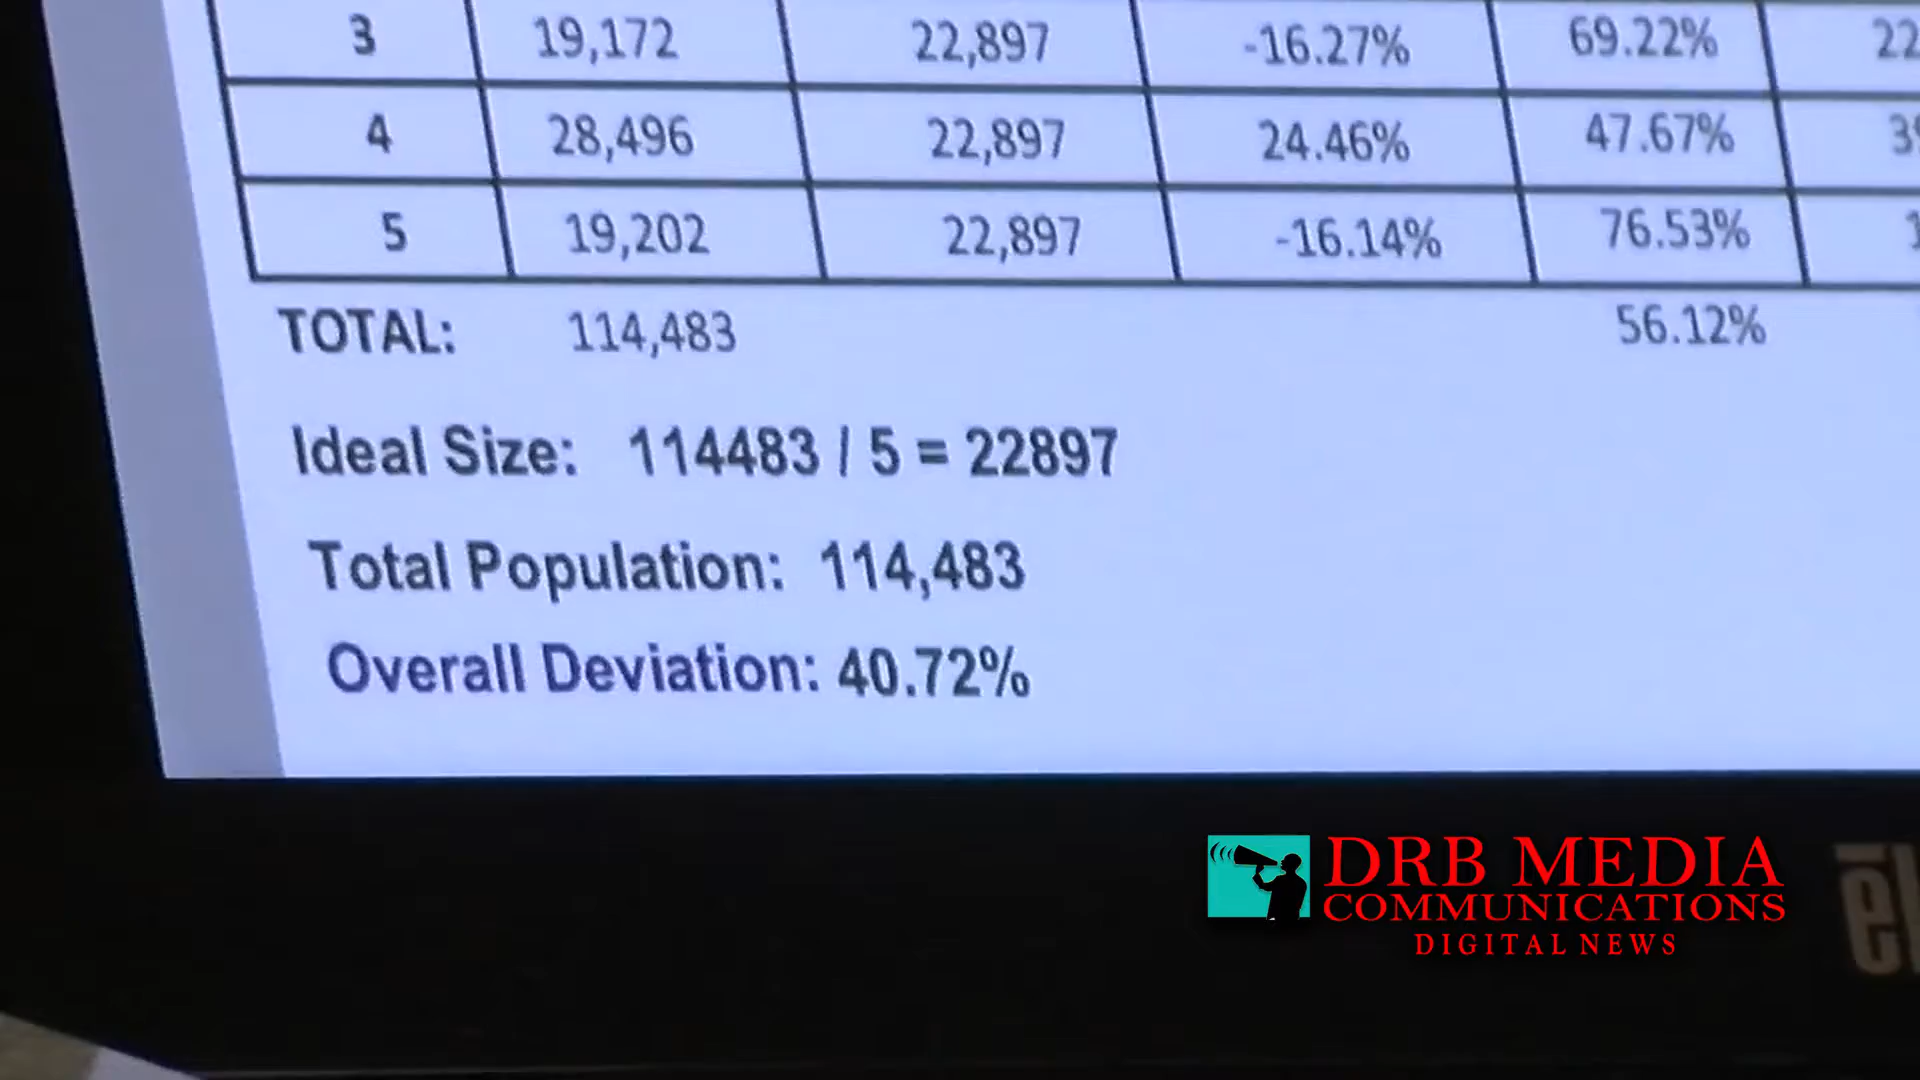 3 19,172 22,897 -16.27% 69.22%
4 28,496 22,897 24.46% 47.67%
5 19,202 22,897 -16.14% 76.53%
TOTAL: 114,483 56.12%
Ideal Size: 114483 / 5 = 22897
Total Population: 114,483
Overall Deviation: 40.72%
DRB MEDIA
COMMUNICATIONS
DIGITAL NEWS